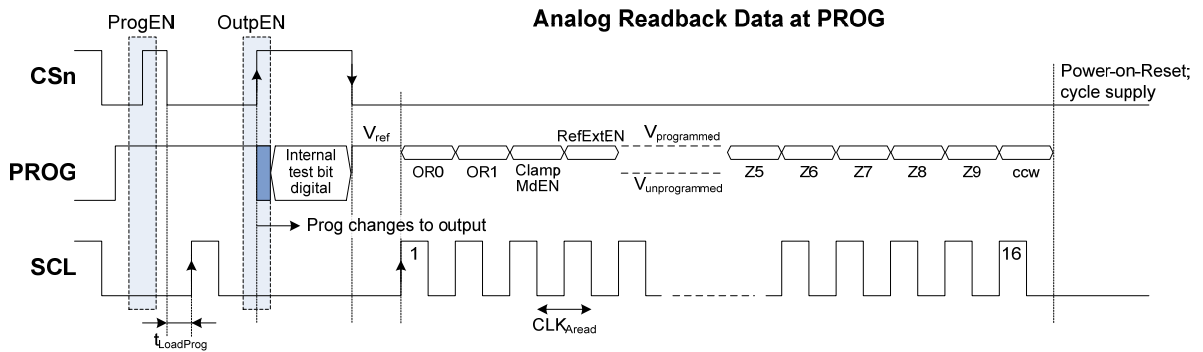 Analog Readback Data at PROG
ProgEN
OutpEN
CSn
Power-on-Reset;
cycle supply
PROG
Internal
test bit
digital
Vref
OR0
OR1
Clamp
MdEN
RefExtEN
Vprogrammed
Vunprogrammed
Z5
Z6
Z7
Z8
Z9
ccw
Prog changes to output
SCL
1
16
CLKAread
tLoadProg